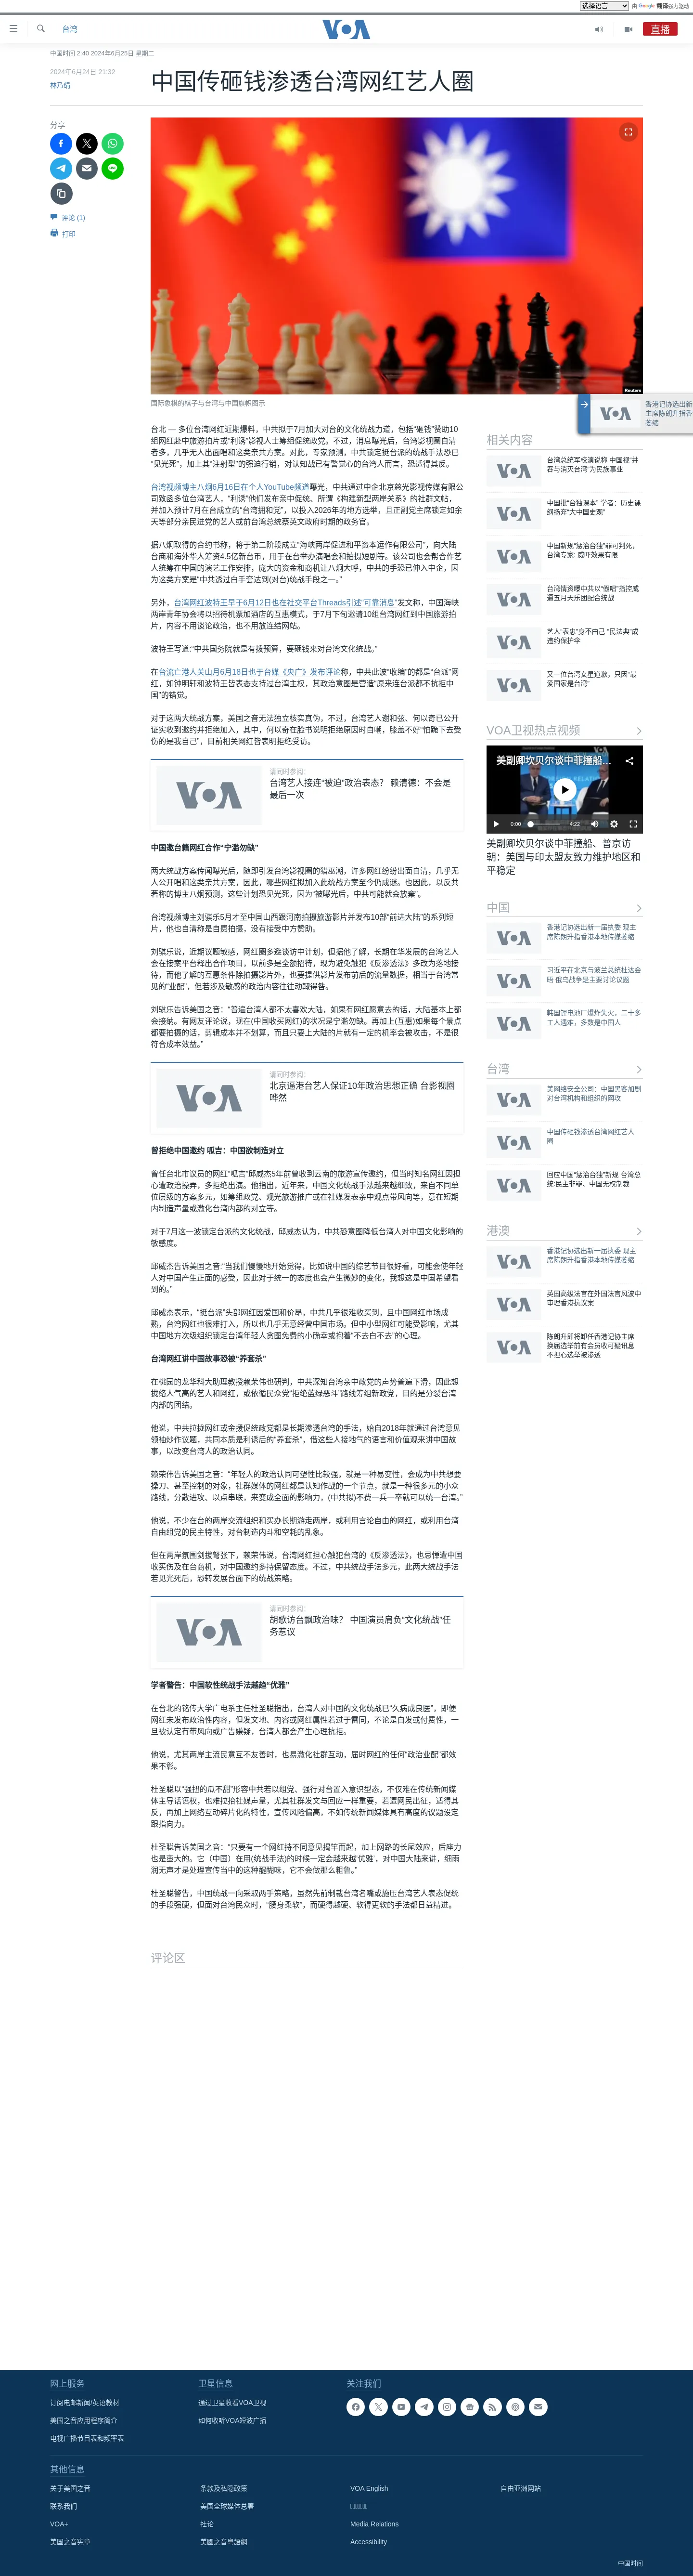 选择语言
由 Google 翻译强力驱动
台湾
VOA
直播
中国时间 2:40 2024年6月25日 星期二
2024年6月24日 21:32
林乃绢
中国传砸钱渗透台湾网红艺人圈
分享
评论 (1)
打印
Reuters
国际象棋的棋子与台湾与中国旗帜图示
台北 — 多位台湾网红近期爆料，中共拟于7月加大对台的文化统战力道，包括“砸钱”赞助10组网红赴中旅游拍片或“利诱”影视人士筹组促统政党。不过，消息曝光后，台湾影视圈自清者多，几乎无人出面唱和这类亲共方案。对此，专家预测，中共锁定挺台派的统战手法恐已“见光死”，加上其“注射型”的强迫行销，对认知战已有警觉心的台湾人而言，恐适得其反。
台湾视频博主八炯6月16日在个人YouTube频道曝光，中共通过中企北京慈光影视传媒有限公司致函多位台湾艺人，“利诱”他们发布亲中促统、所谓《构建新型两岸关系》的社群文帖，并加入预计7月在台成立的“台湾拥和党”，以投入2026年的地方选举，且正副党主席锁定如余天等部分亲民进党的艺人或前台湾总统蔡英文政府时期的政务官。
据八炯取得的合约书称，将于第二阶段成立“海峡两岸促进和平资本运作有限公司”，向大陆台商和海外华人筹资4.5亿新台币，用于在台举办演唱会和拍摄短剧等。该公司也会帮合作艺人统筹在中国的演艺工作安排，庞大的资金和商机让八炯大呼，中共的手恐已伸入中企，因为这类方案是“中共透过白手套达到(对台)统战手段之一。”
另外，台湾网红波特王早于6月12日也在社交平台Threads引述“可靠消息”发文称，中国海峡两岸青年协会将以招待机票加酒店的互惠模式，于7月下旬邀请10组台湾网红到中国旅游拍片，内容不用谈论政治，也不用放连结网站。
波特王写道:“中共国务院就是有拨预算，要砸钱来对台湾文化统战。”
在台流亡港人关山月6月18日也于台媒《央广》发布评论称，中共此波“收编”的都是“台派”网红，如钟明轩和波特王皆表态支持过台湾主权，其政治意图是营造“原来连台派都不抗拒中国”的错觉。
对于这两大统战方案，美国之音无法独立核实真伪，不过，台湾艺人谢和弦、何以奇已公开证实收到促统的合作邀约，其中，何以奇在脸书说明拒绝原因时自嘲，膝盖不好“怕跪下去受伤的是我自己”，目前相关网红皆表明拒绝受访。
请同时参阅:
台湾艺人接连“被迫”政治表态? 赖清德：不会是最后一次
中国邀台籍网红合作“宁滥勿缺”
两大统战方案传闻曝光后，随即引发台湾影视圈的猎巫潮，许多网红纷纷出面自清，几乎无人公开唱和这类亲共方案，因此，哪些网红拟加入此统战方案至今仍成谜。也因此，以反共著称的博主八炯预测，这些计划恐见光死，因为“被曝光后，中共可能就会放案”。
台湾视频博主刘骐乐5月才至中国山西跟河南拍摄旅游影片并发布10部“前进大陆”的系列短片，他也自清称是自费拍摄，没有接受中方赞助。
刘骐乐说，近期议题敏感，网红圈多避谈访中计划，但据他了解，长期在华发展的台湾艺人会在接案平台释出合作项目，以前多是全额招待，现为避免触犯《反渗透法》多改为落地接待，而他了解的互惠条件除拍摄影片外，也要提供影片发布前后的流量数据，相当于台湾常见的“业配”，但若涉及敏感的政治内容往往动輒得咎。
刘骐乐告诉美国之音：“普遍台湾人都不太喜欢大陆，如果有网红愿意去的话，大陆基本上都会接纳。有网友评论说，现在(中国收买网红)的状况是宁滥勿缺。再加上(互惠)如果每个景点都要拍摄的话，剪辑成本并不划算，而且只要上大陆的片就有一定的机率会被攻击，不是很符合成本效益。”
请同时参阅:
北京逼港台艺人保证10年政治思想正确 台影视圈哗然
曾拒绝中国邀约 呱吉：中国欲制造对立
曾任台北市议员的网红“呱吉”邱威杰5年前曾收到云南的旅游宣传邀约，但当时知名网红因担心遭政治操弄，多拒绝出演。他指出，近年来，中国文化统战手法越来越细致，前来自不同单位层级的方案多元，如筹组政党、观光旅游推广或在社媒发表亲中观点带风向等，意在短期内制造声量或激化台湾内部的对立等。
对于7月这一波锁定台派的文化统战，邱威杰认为，中共恐意图降低台湾人对中国文化影响的敏感度。
邱威杰告诉美国之音:“当我们慢慢地开始觉得，比如说中国的综艺节目很好看，可能会使年轻人对中国产生正面的感受，因此对于统一的态度也会产生微妙的变化，我想这是中国希望看到的。”
邱威杰表示，“挺台派”头部网红因爱国和价昂，中共几乎很难收买到，且中国网红市场成熟，台湾网红也很难打入，所以也几乎无意经营中国市场。但中小型网红可能受影响，尤其中国地方次级组织锁定台湾年轻人贪图免费的小确幸或抱着“不去白不去”的心理。
台湾网红讲中国故事恐被“养套杀”
在桃园的龙华科大助理教授赖荣伟也研判，中共深知台湾亲中政党的声势普遍下滑，因此想拢络人气高的艺人和网红，或依循民众党“拒绝蓝绿恶斗”路线筹组新政党，目的是分裂台湾内部的团结。
他说，中共拉拢网红或金援促统政党都是长期渗透台湾的手法，始自2018年就通过台湾意见领袖炒作议题，共同本质是利诱后的“养套杀”，借这些人接地气的语言和价值观来讲中国故事，以改变台湾人的政治认同。
赖荣伟告诉美国之音：“年轻人的政治认同可塑性比较强，就是一种易变性，会成为中共想要操刀、甚至控制的对象，社群媒体的网红都是认知作战的一个节点，就是一种很多元的小众路线，分散进攻、以点串联，来变成全面的影响力，(中共拟)不费一兵一卒就可以统一台湾。”
他说，不少在台的两岸交流组织和买办长期游走两岸，或利用言论自由的网红，或利用台湾自由组党的民主特性，对台制造内斗和空耗的乱象。
但在两岸氛围剑拔弩张下，赖荣伟说，台湾网红担心触犯台湾的《反渗透法》，也忌惮遭中国收买伤及在台商机，对中国邀约多持保留态度。不过，中共统战手法多元，此两大统战手法若见光死后，恐转发展台面下的统战策略。
请同时参阅:
胡歌访台飘政治味? 中国演员肩负“文化统战”任务惹议
学者警告：中国软性统战手法越趋“优雅”
在台北的铭传大学广电系主任杜圣聪指出，台湾人对中国的文化统战已“久病成良医”，即便网红未发布政治性内容，但发文地、内容或网红属性若过于雷同，不论是自发或付费性，一旦被认定有带风向或广告嫌疑，台湾人都会产生心理抗拒。
他说，尤其两岸主流民意互不友善时，也易激化社群互动，届时网红的任何“政治业配”都效果不彰。
杜圣聪以“强扭的瓜不甜”形容中共若以组党、强行对台置入意识型态，不仅难在传统新闻媒体主导话语权，也难拉抬社媒声量，尤其社群发文与回应一样重要，若遭网民出征，适得其反，再加上网络互动碎片化的特性，宣传风险偏高，不如传统新闻媒体具有高度的议题设定跟指向力。
杜圣聪告诉美国之音：“只要有一个网红持不同意见揭竿而起，加上网路的长尾效应，后座力也是蛮大的。它（中国）在用(统战手法)的时候一定会越来越‘优雅’，对中国大陆来讲，细雨润无声才是处理宣传当中的这种醍醐味，它不会做那么粗鲁。”
杜圣聪警告，中国统战一向采取两手策略，虽然先前制裁台湾名嘴或施压台湾艺人表态促统的手段强硬，但面对台湾民众时，“腰身柔软”，而硬得越硬、软得更软的手法都日益精进。
评论区
香港记协选出新
主席陈朗升指香
萎缩
相关内容
台湾总统军校演说称 中国视“并吞与消灭台湾”为民族事业
中国批“台独课本” 学者：历史课纲扬弃“大中国史观”
中国新规“惩治台独”罪可判死，台湾专家: 威吓效果有限
台湾情资曝中共以“假唱”指控威逼五月天乐团配合统战
艺人“表忠”身不由己 “民法典”成违约保护伞
又一位台湾女星道歉，只因“最爱国家是台湾”
VOA卫视热点视频
美副卿坎贝尔谈中菲撞船...
0:00
4:22
美副卿坎贝尔谈中菲撞船、普京访朝：美国与印太盟友致力维护地区和平稳定
中国
香港记协选出新一届执委 现主席陈朗升指香港本地传媒萎缩
习近平在北京与波兰总统杜达会晤 俄乌战争是主要讨论议题
韩国锂电池厂爆炸失火，二十多工人遇难，多数是中国人
台湾
美网络安全公司：中国黑客加剧对台湾机构和组织的网攻
中国传砸钱渗透台湾网红艺人圈
回应中国“惩治台独”新规 台湾总统:民主非罪、中国无权制裁
港澳
香港记协选出新一届执委 现主席陈朗升指香港本地传媒萎缩
英国高级法官在外国法官风波中审理香港抗议案
陈朗升即将卸任香港记协主席 换届选举前有会员收可疑讯息 不担心选举被渗透
网上服务
订阅电邮新闻/英语教材
美国之音应用程序简介
电视广播节目表和频率表
卫星信息
通过卫星收看VOA卫视
如何收听VOA短波广播
关注我们
其他信息
关于美国之音
条款及私隐政策
VOA English
自由亚洲网站
联系我们
美国全球媒体总署
VOA+
社论
Media Relations
美国之音宪章
美國之音粵語網
Accessibility
中国时间